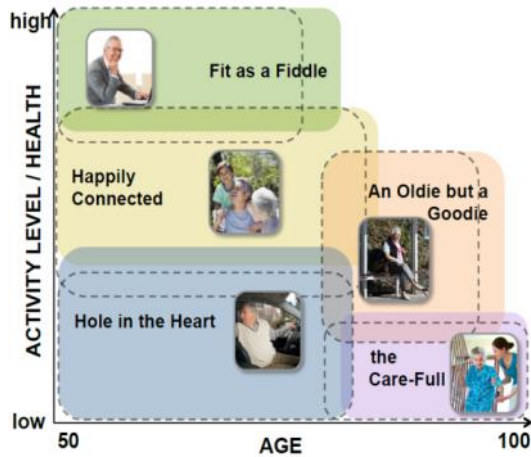 high
Fit as a Fiddle
Happily
Connected
An Oldie but a
Goodie
Hole in the Heart
the
Care-Full
low
50
100
AGE
ACTIVITY LEVEL / HEALTH